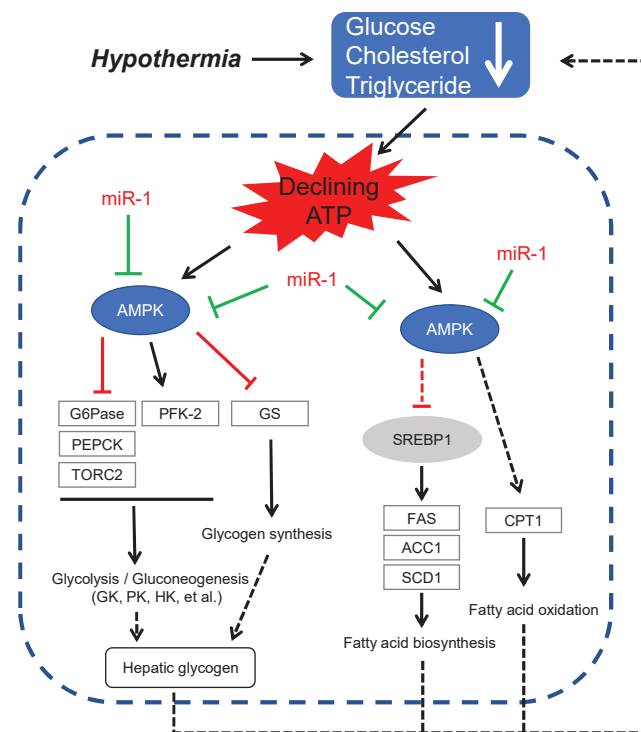 Hypothermia
Glucose
Cholesterol
Triglyceride
Declining
ATP
miR-1
miR-1
miR-1
AMPK
AMPK
G6Pase
PFK-2
GS
PEPCK
TORC2
SREBP1
Glycogen synthesis
FAS
CPT1
ACC1
SCD1
Glycolysis / Gluconeogenesis
(GK, PK, HK, et al.)
Fatty acid oxidation
Fatty acid biosynthesis
Hepatic glycogen